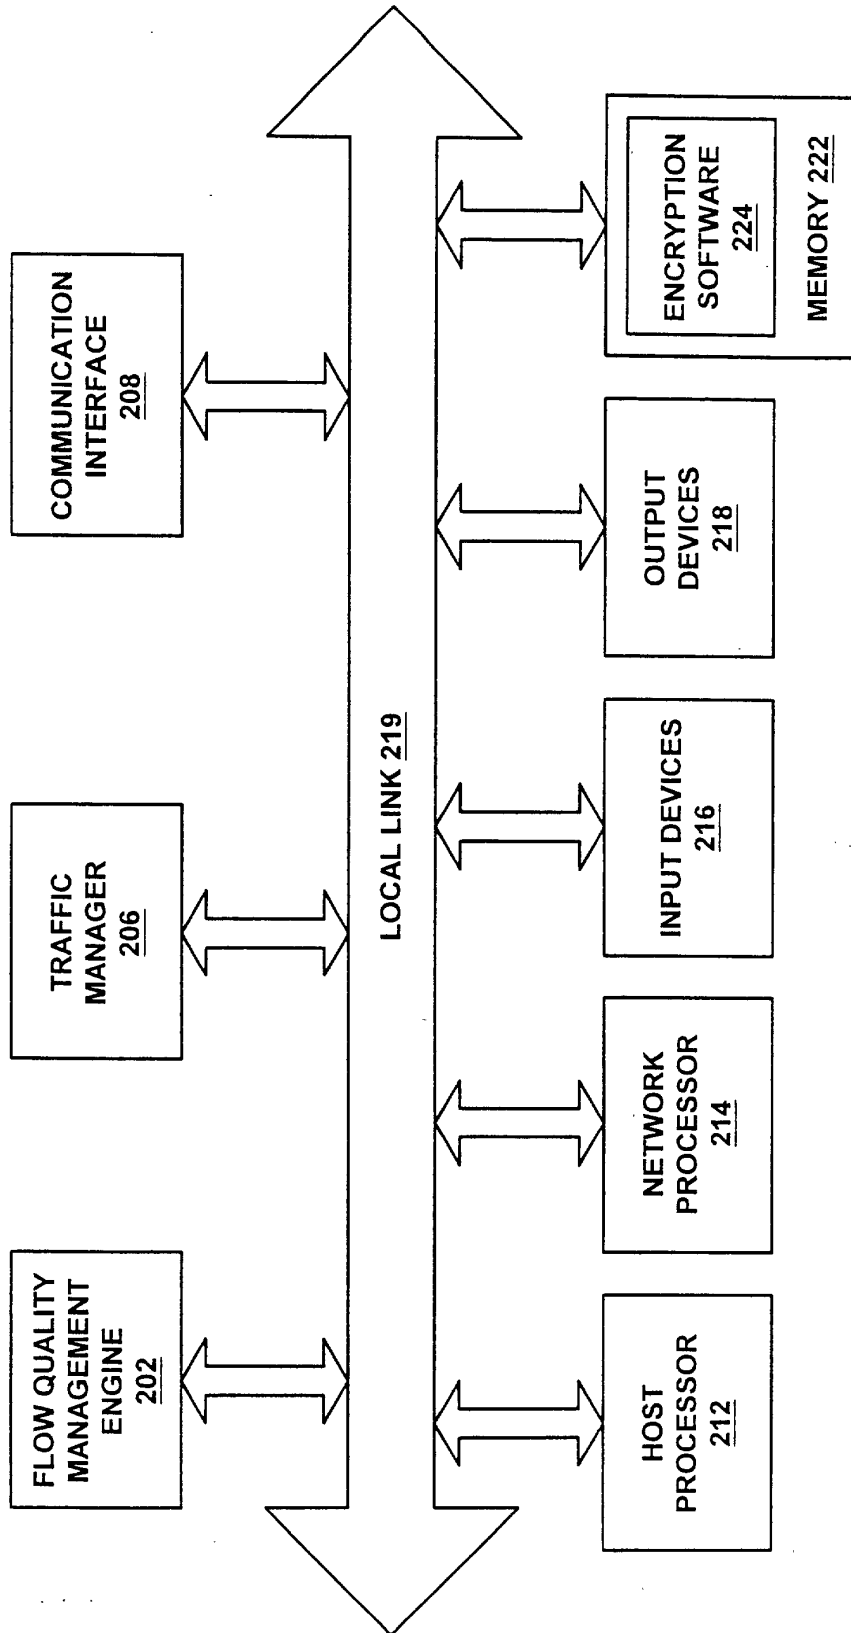 FLOW QUALITY
MANAGEMENT
ENGINE
202
TRAFFIC
MANAGER
206
COMMUNICATION
INTERFACE
208
LOCAL LINK 219
HOST
PROCESSOR
212
NETWORK
PROCESSOR
214
INPUT DEVICES
216
OUTPUT
DEVICES
218
ENCRYPTION
SOFTWARE
224
MEMORY 222